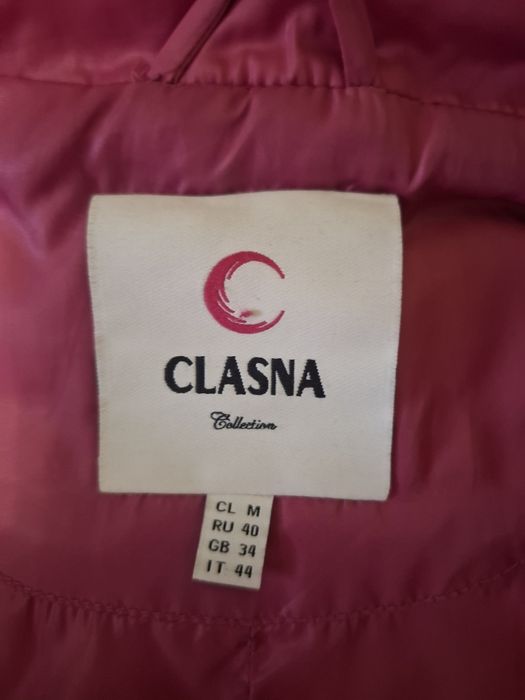 CLASNA
Collection
CL M
RU 40
GB 34
IT 44